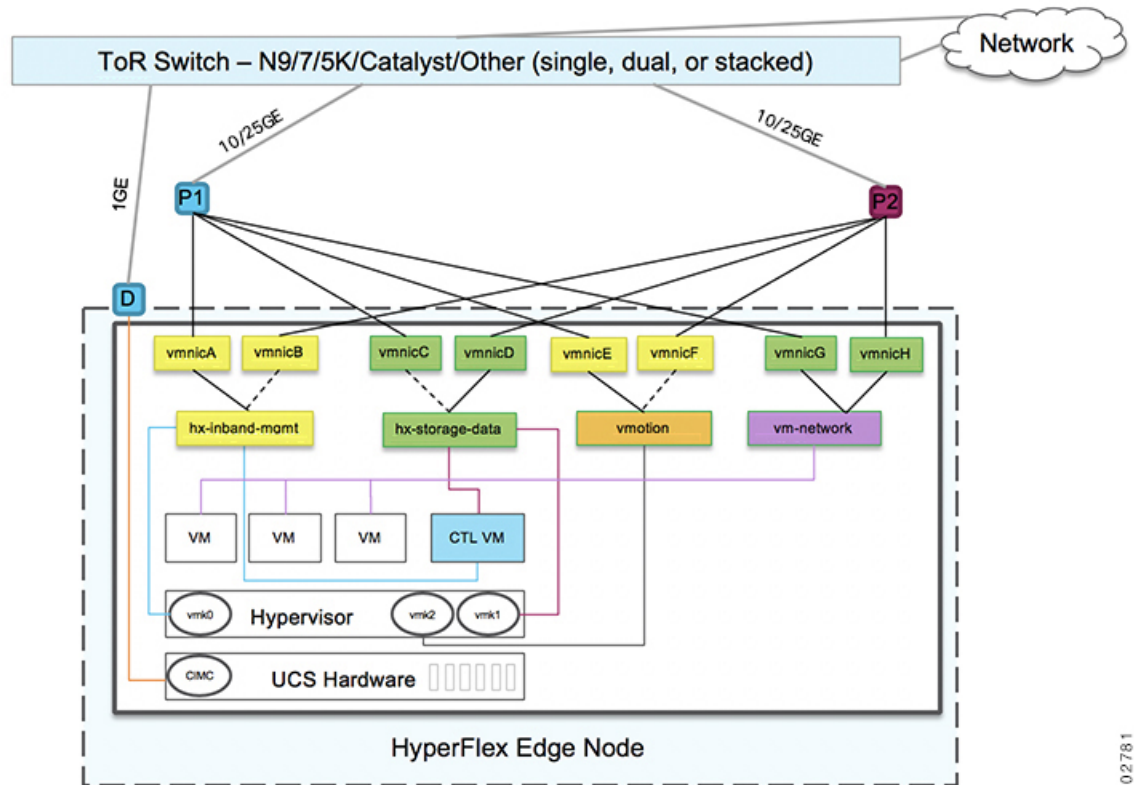 Network
ToR Switch – N9/7/5K/Catalyst/Other (single, dual, or stacked)
1GE
10/25GE
10/25GE
P1
P2
D
vmnicA
vmnicB
vmnicC
vmnicD
vmnicE
vmnicF
vmnicG
vmnicH
hx-inband-mgmt
hx-storage-data
vmotion
vm-network
VM
VM
VM
CTL VM
vmk0
Hypervisor
vmk2
vmk1
CIMC
UCS Hardware
HyperFlex Edge Node
02781